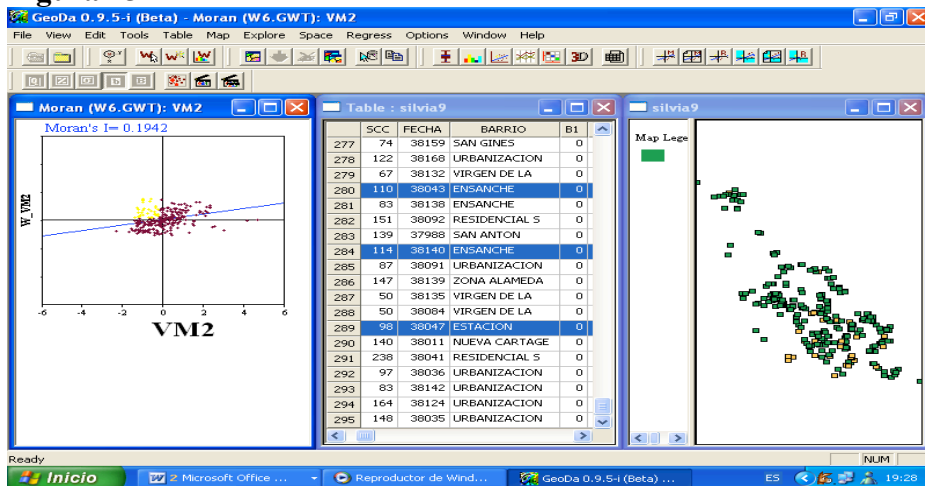 GeoDa 0.9.5-i (Beta) - Moran (W6.GWT): VM2
File View Edit Tools Table Map Explore Space Regress Options Window Help
3D
Moran (W6.GWT): VM2
Moran's I= 0.1942
W_VM2
-6 -4 -2 0 2 4 6
VM2
Table : silvia9
SCC FECHA BARRIO B1
277 74 38159 SAN GINES 0
278 122 38168 URBANIZACION 0
279 67 38132 VIRGEN DE LA 0
280 110 38043 ENSANCHE 0
281 83 38138 ENSANCHE 0
282 151 38092 RESIDENCIAL S 0
283 139 37988 SAN ANTON 0
284 114 38140 ENSANCHE 0
285 87 38091 URBANIZACION 0
286 147 38139 ZONA ALAMEDA 0
287 50 38135 VIRGEN DE LA 0
288 50 38084 VIRGEN DE LA 0
289 98 38047 ESTACION 0
290 140 38011 NUEVA CARTAGE 0
291 238 38041 RESIDENCIAL S 0
292 97 38036 URBANIZACION 0
293 83 38142 URBANIZACION 0
294 164 38124 URBANIZACION 0
295 148 38035 URBANIZACION 0
silvia9
Map Lege
Ready
NUM
Inicio
2 Microsoft Office ...
Reproductor de Wind...
GeoDa 0.9.5-i (Beta) ...
ES
19:28